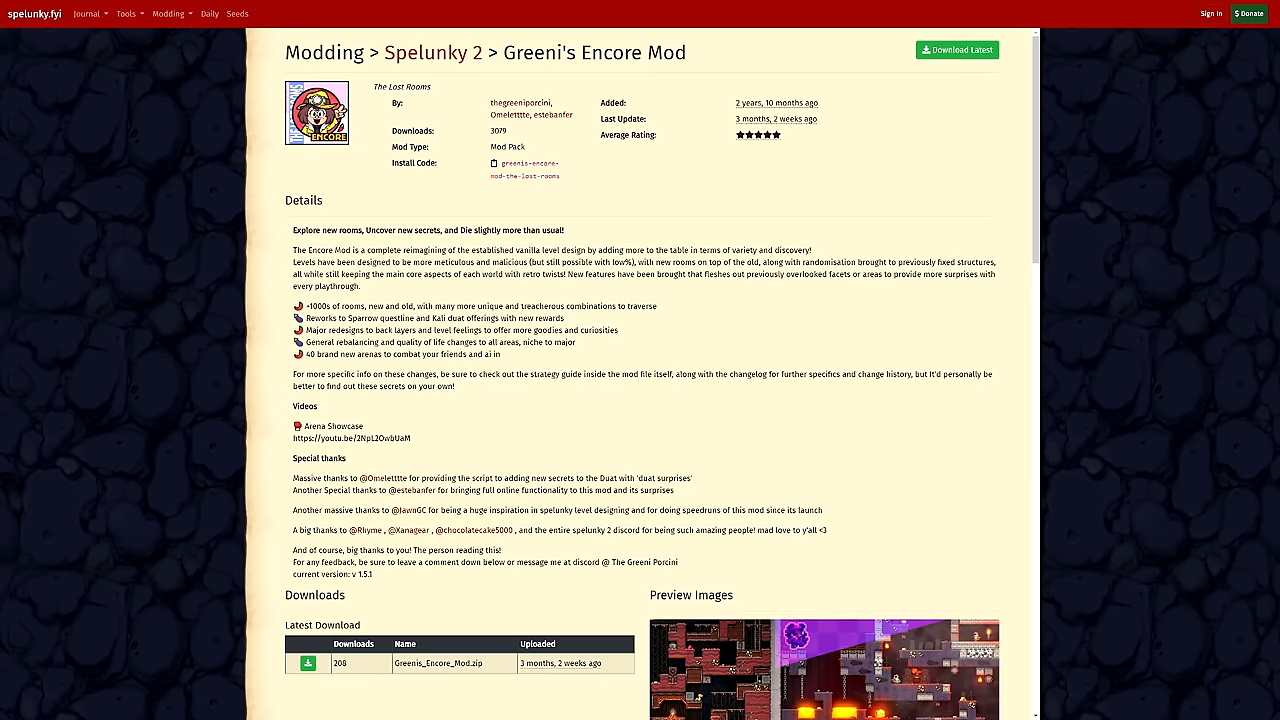 spelunky.fyi Journal Tools Modding Daily Seeds Sign In $ Donate
Modding > Spelunky 2 > Greeni's Encore Mod Download Latest
ENCORE
The Lost Rooms
By: thegreeniporcini,
Omeletttte, estebanfer
Downloads: 3079
Mod Type: Mod Pack
Install Code: greenis-encore-
mod-the-lost-rooms
Added: 2 years, 10 months ago
Last Update: 3 months, 2 weeks ago
Average Rating: ★★★★★
Details
Explore new rooms, Uncover new secrets, and Die slightly more than usual!
The Encore Mod is a complete reimagining of the established vanilla level design by adding more to the table in terms of variety and discovery!
Levels have been designed to be more meticulous and malicious (but still possible with low%), with new rooms on top of the old, along with randomisation brought to previously fixed structures,
all while still keeping the main core aspects of each world with retro twists! New features have been brought that fleshes out previously overlooked facets or areas to provide more surprises with
every playthrough.
🌶 ~1000s of rooms, new and old, with many more unique and treacherous combinations to traverse
🍆 Reworks to Sparrow questline and Kali duat offerings with new rewards
🌶 Major redesigns to back layers and level feelings to offer more goodies and curiosities
🍆 General rebalancing and quality of life changes to all areas, niche to major
🌶 40 brand new arenas to combat your friends and ai in
For more specific info on these changes, be sure to check out the strategy guide inside the mod file itself, along with the changelog for further specifics and change history, but It'd personally be
better to find out these secrets on your own!
Videos
🥊 Arena Showcase
https://youtu.be/2NpL2OwbUaM
Special thanks
Massive thanks to @Omeletttte for providing the script to adding new secrets to the Duat with 'duat surprises'
Another Special thanks to @estebanfer for bringing full online functionality to this mod and its surprises
Another massive thanks to @JawnGC for being a huge inspiration in spelunky level designing and for doing speedruns of this mod since its launch
A big thanks to @Rhyme , @Xanagear , @chocolatecake5000 , and the entire spelunky 2 discord for being such amazing people! mad love to y'all <3
And of course, big thanks to you! The person reading this!
For any feedback, be sure to leave a comment down below or message me at discord @ The Greeni Porcini
current version: v 1.5.1
Downloads
Latest Download
Downloads Name Uploaded
208 Greenis_Encore_Mod.zip 3 months, 2 weeks ago
Preview Images